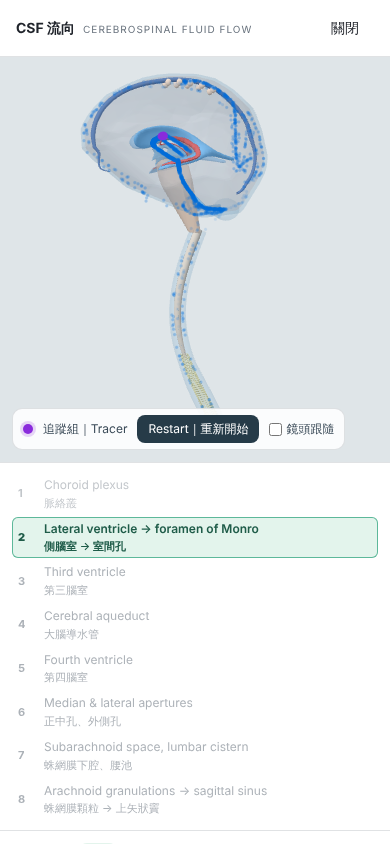 CSF 流向 CEREBROSPINAL FLUID FLOW 關閉
追蹤組｜Tracer Restart｜重新開始 鏡頭跟隨
1 Choroid plexus
脈絡叢
2 Lateral ventricle → foramen of Monro
側腦室 → 室間孔
3 Third ventricle
第三腦室
4 Cerebral aqueduct
大腦導水管
5 Fourth ventricle
第四腦室
6 Median & lateral apertures
正中孔、外側孔
7 Subarachnoid space, lumbar cistern
蛛網膜下腔、腰池
8 Arachnoid granulations → sagittal sinus
蛛網膜顆粒 → 上矢狀竇